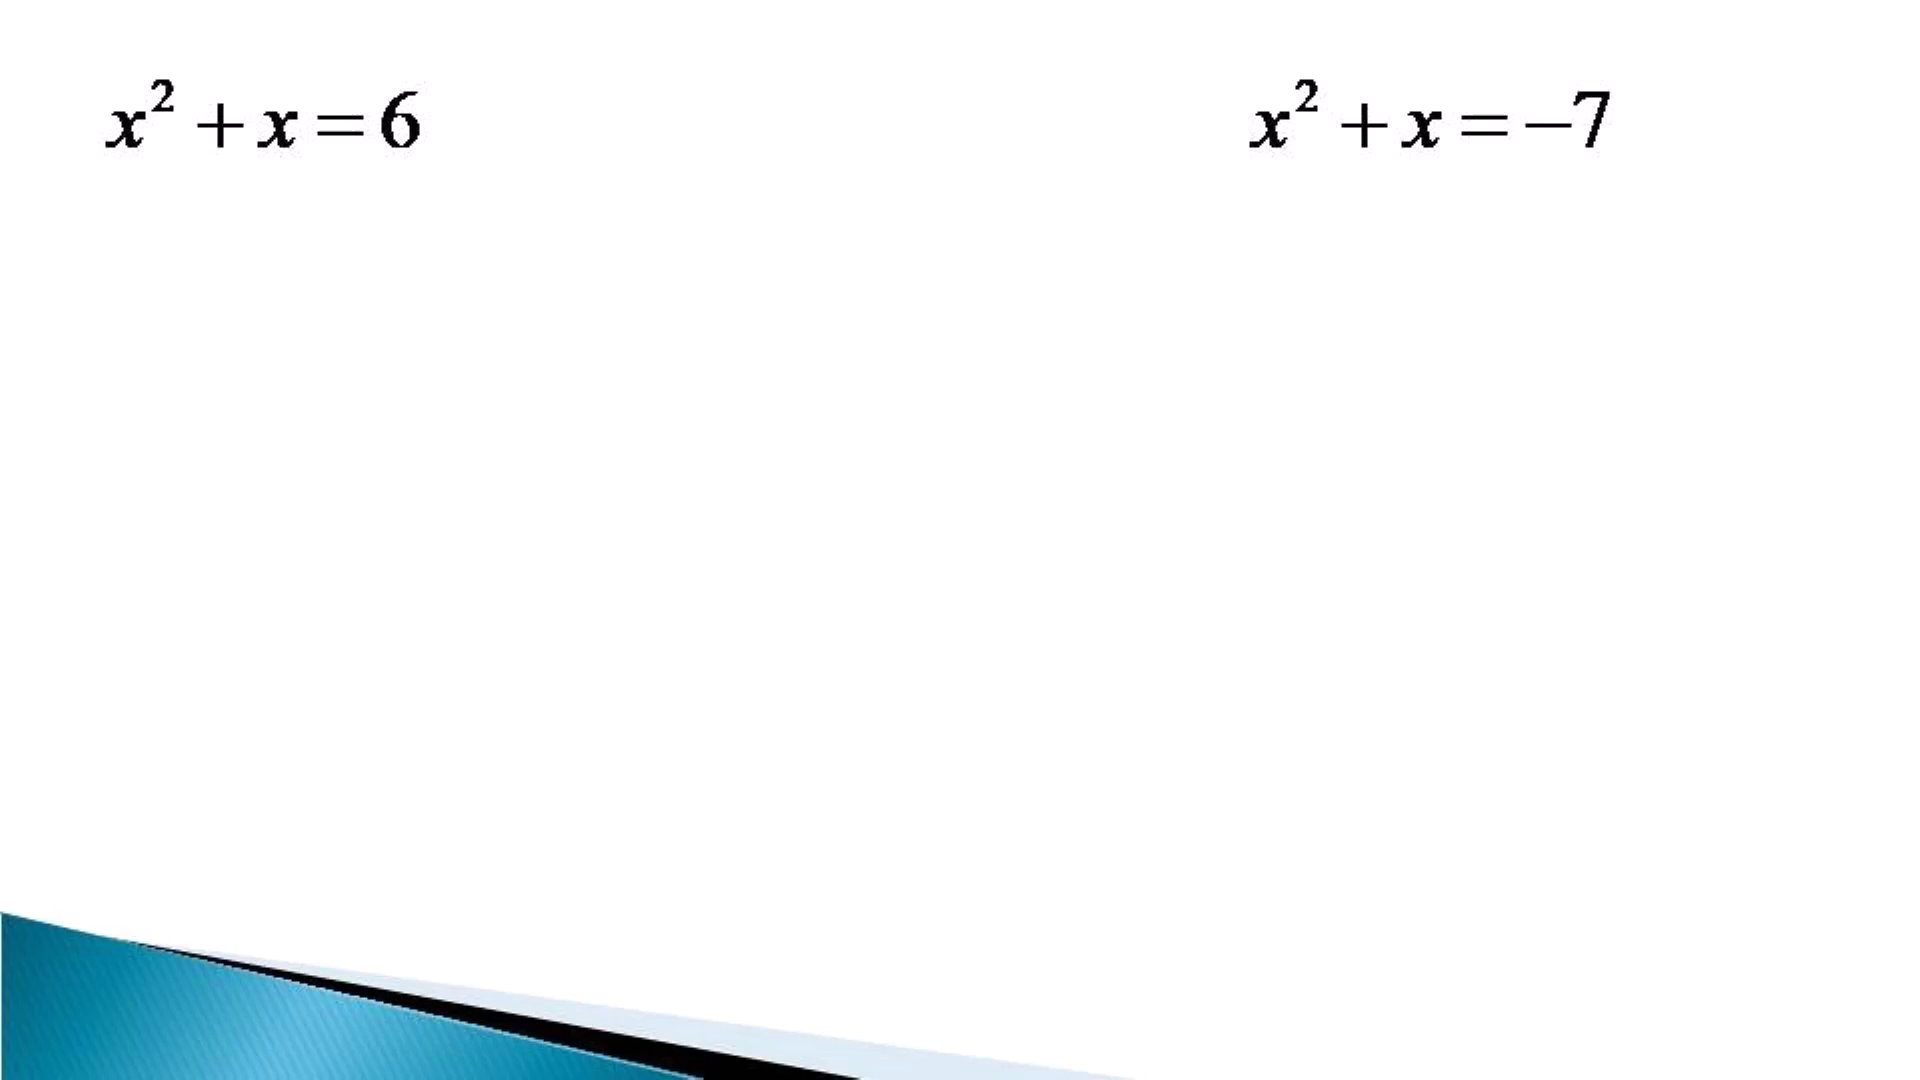 x² + x = 6
x² + x = −7